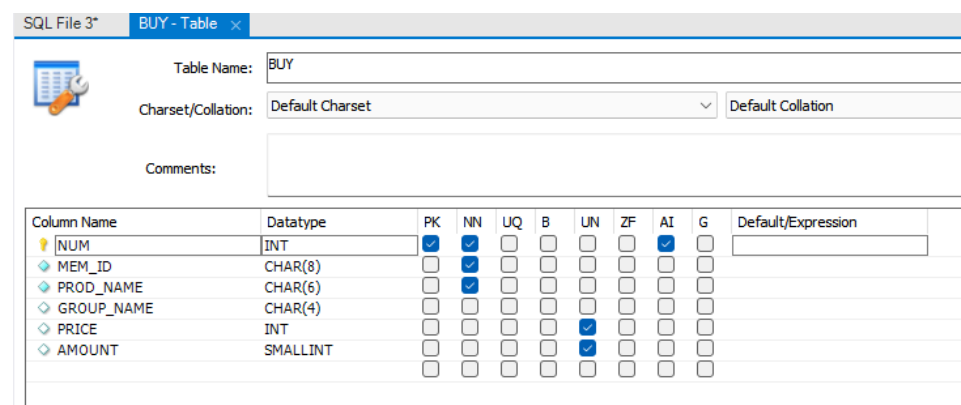 SQL File 3*   BUY - Table ×
Table Name: BUY
Charset/Collation: Default Charset Default Collation
Comments:
Column Name Datatype PK NN UQ B UN ZF AI G Default/Expression
NUM INT
MEM_ID CHAR(8)
PROD_NAME CHAR(6)
GROUP_NAME CHAR(4)
PRICE INT
AMOUNT SMALLINT